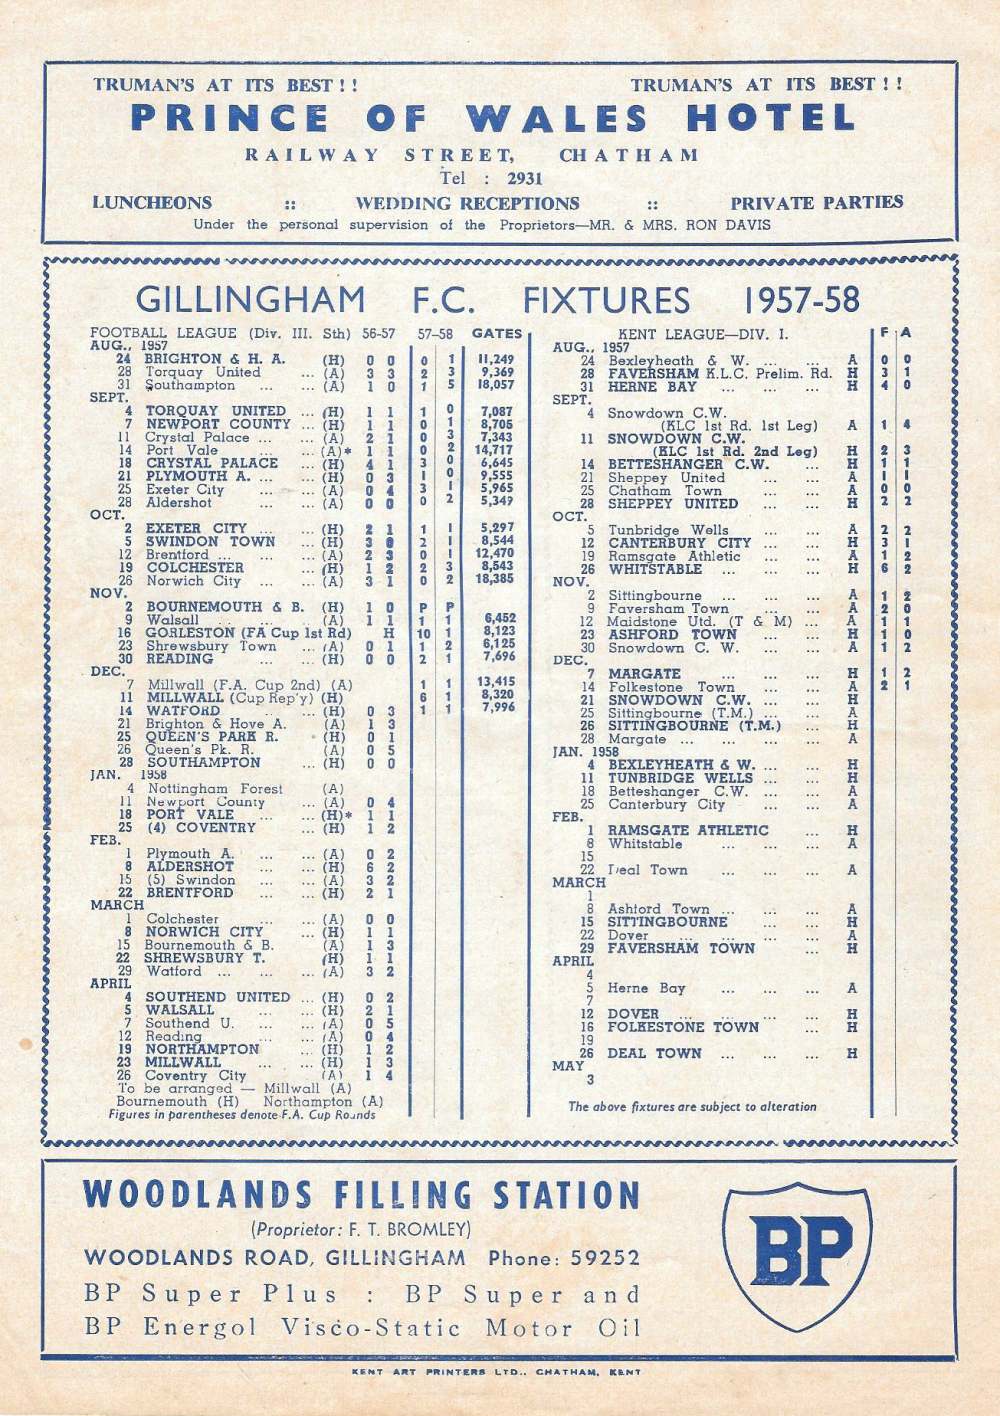 TRUMAN'S AT ITS BEST ! ! TRUMAN'S AT ITS BEST ! !
PRINCE OF WALES HOTEL
RAILWAY STREET, CHATHAM
Tel : 2931
LUNCHEONS :: WEDDING RECEPTIONS :: PRIVATE PARTIES
Under the personal supervision of the Proprietors—MR. & MRS. RON DAVIS
GILLINGHAM F.C. FIXTURES 1957-58
FOOTBALL LEAGUE (Div. III. Sth) 56-57 57-58 GATES
AUG., 1957
24 BRIGHTON & H. A. (H) 0 0 0 1 11,249
28 Torquay United ... (A) 3 3 2 3 9,369
31 Southampton ... ... (A) 1 0 1 5 18,057
SEPT.
4 TORQUAY UNITED ... (H) 1 1 1 0 7,087
7 NEWPORT COUNTY ... (H) 1 1 0 1 8,705
11 Crystal Palace ... ... (A) 2 1 0 3 7,343
14 Port Vale ... ... (A)* 1 1 0 2 14,717
18 CRYSTAL PALACE ... (H) 4 1 3 0 6,645
21 PLYMOUTH A. ... ... (H) 0 3 1 0 9,555
25 Exeter City ... ... (A) 0 4 3 1 5,965
28 Aldershot ... ... (A) 0 0 0 2 5,349
OCT.
2 EXETER CITY ... ... (H) 2 1 1 1 5,297
5 SWINDON TOWN ... (H) 3 0 2 1 8,544
12 Brentford ... ... ... (A) 2 3 0 1 12,470
19 COLCHESTER ... (H) 1 2 2 3 8,543
26 Norwich City ... ... (A) 3 1 0 2 18,385
NOV.
2 BOURNEMOUTH & B. (H) 1 0 P P
9 Walsall ... ... ... (A) 1 1 1 1 6,452
16 GORLESTON (FA Cup 1st Rd) H 10 1 8,123
23 Shrewsbury Town ... (A) 0 1 1 2 6,125
30 READING ... ... (H) 0 0 2 1 7,696
DEC.
7 Millwall (F.A. Cup 2nd) (A) 1 1 13,415
11 MILLWALL (Cup Rep'y) (H) 6 1 8,320
14 WATFORD ... ... (H) 0 3 1 1 7,996
21 Brighton & Hove A. (A) 1 3
25 QUEEN'S PARK R. (H) 0 1
26 Queen's Pk. R. (A) 0 5
28 SOUTHAMPTON ... (H) 0 0
JAN. 1958
4 Nottingham Forest (A)
11 Newport County ... (A) 0 4
18 PORT VALE ... ... (H)* 1 1
25 (4) COVENTRY ... (H) 1 2
FEB.
1 Plymouth A. ... ... (A) 0 2
8 ALDERSHOT ... ... (H) 6 2
15 (5) Swindon ... ... (A) 3 2
22 BRENTFORD ... ... (H) 2 1
MARCH
1 Colchester ... ... (A) 0 0
8 NORWICH CITY ... (H) 1 1
15 Bournemouth & B. (A) 1 3
22 SHREWSBURY T. (H) 1 1
29 Watford ... ... ... (A) 3 2
APRIL
4 SOUTHEND UNITED ... (H) 0 2
5 WALSALL ... ... (H) 2 1
7 Southend U. ... ... (A) 0 5
12 Reading ... ... (A) 0 4
19 NORTHAMPTON ... (H) 1 2
23 MILLWALL ... ... (H) 1 3
26 Coventry City ... (A) 1 4
To be arranged — Millwall (A)
Bournemouth (H) Northampton (A)
Figures in parentheses denote F.A. Cup Rounds
KENT LEAGUE—DIV. I. F A
AUG., 1957
24 Bexleyheath & W. ... ... A 0 0
28 FAVERSHAM K.L.C. Prelim. Rd. H 3 1
31 HERNE BAY ... ... ... H 4 0
SEPT.
4 Snowdown C.W.
(KLC 1st Rd. 1st Leg) A 1 4
11 SNOWDOWN C.W.
(KLC 1st Rd. 2nd Leg) H 2 3
14 BETTESHANGER C.W. ... H 1 1
21 Sheppey United ... ... A 1 1
25 Chatham Town ... ... A 0 0
28 SHEPPEY UNITED ... ... H 2 2
OCT.
5 Tunbridge Wells ... ... A 2 2
12 CANTERBURY CITY ... ... H 3 1
19 Ramsgate Athletic ... ... A 1 2
26 WHITSTABLE ... ... ... H 6 2
NOV.
2 Sittingbourne ... ... ... A 1 2
9 Faversham Town ... ... A 2 0
12 Maidstone Utd. (T & M) ... A 1 1
23 ASHFORD TOWN ... ... H 1 0
30 Snowdown C. W. ... ... A 1 2
DEC.
7 MARGATE ... ... ... H 1 2
14 Folkestone Town ... ... A 2 1
21 SNOWDOWN C.W. ... ... H
25 Sittingbourne (T.M.) ... ... A
26 SITTINGBOURNE (T.M.) ... H
28 Margate ... ... ... ... A
JAN. 1958
4 BEXLEYHEATH & W. ... ... H
11 TUNBRIDGE WELLS ... ... H
18 Betteshanger C.W. ... ... A
25 Canterbury City ... ... A
FEB.
1 RAMSGATE ATHLETIC ... H
8 Whitstable ... ... ... A
15
22 Deal Town ... ... ... A
MARCH
1
8 Ashford Town ... ... ... A
15 SITTINGBOURNE ... ... H
22 Dover ... ... ... ... A
29 FAVERSHAM TOWN ... H
APRIL
4
5 Herne Bay ... ... ... A
7
12 DOVER ... ... ... ... H
16 FOLKESTONE TOWN ... H
19
26 DEAL TOWN ... ... ... H
MAY
3
The above fixtures are subject to alteration
WOODLANDS FILLING STATION
(Proprietor: F. T. BROMLEY)
WOODLANDS ROAD, GILLINGHAM Phone: 59252
BP Super Plus : BP Super and
BP Energol Visco-Static Motor Oil
BP
KENT ART PRINTERS LTD., CHATHAM, KENT